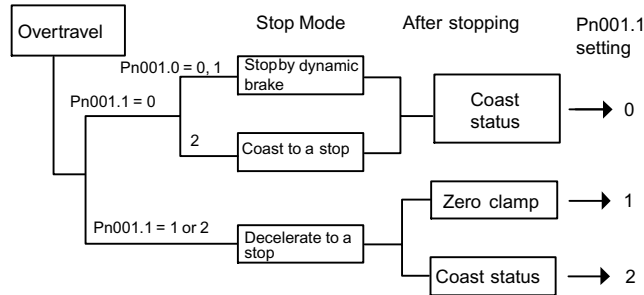 Stop Mode
After stopping
Pn001.1
setting
Overtravel
Pn001.0 = 0, 1
Stopby dynamic
brake
Pn001.1 = 0
Coast
status
0
2
Coast to a stop
Zero clamp
1
Pn001.1 = 1 or 2
Decelerate to a
stop
Coast status
2